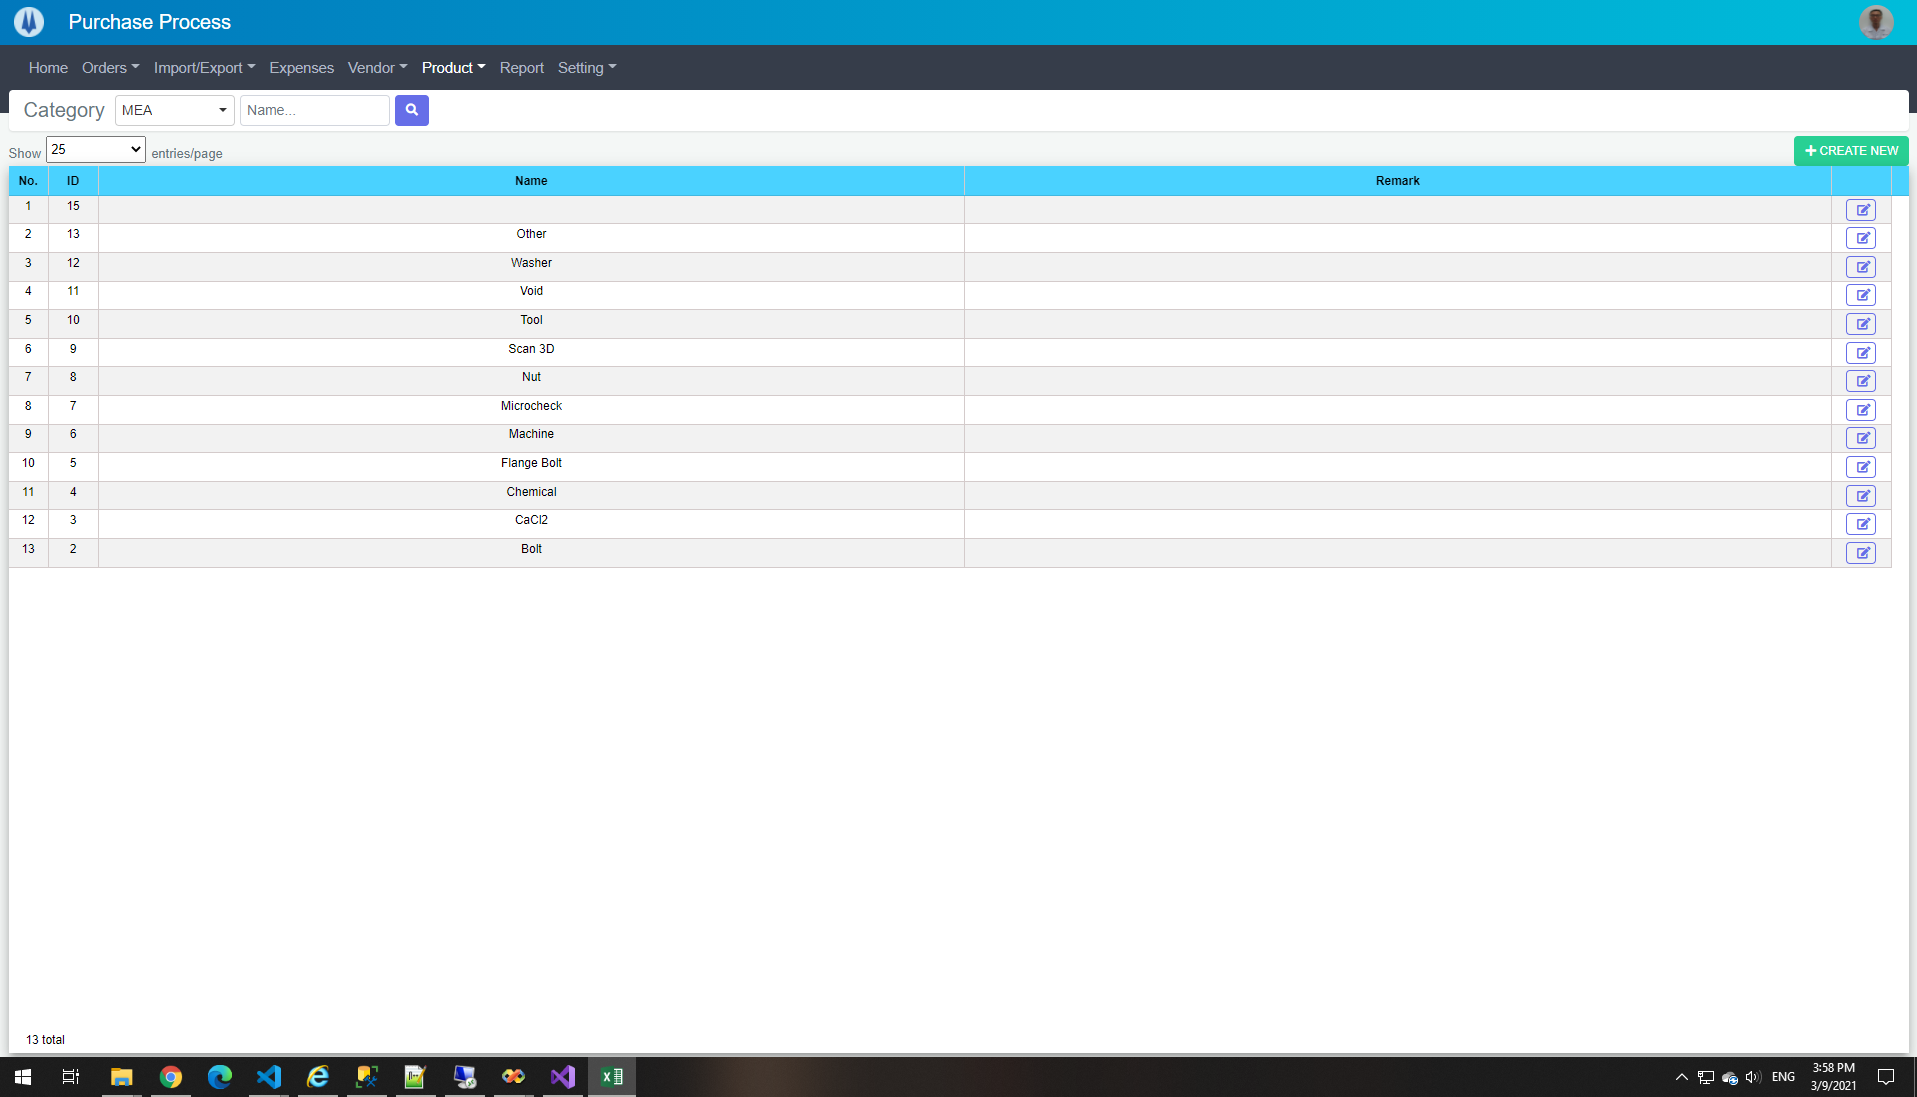 Purchase Process
Home Orders Import/Export Expenses Vendor Product Report Setting
Category MEA Name...
Show 25 entries/page
CREATE NEW
No. ID Name Remark
1 15
2 13 Other
3 12 Washer
4 11 Void
5 10 Tool
6 9 Scan 3D
7 8 Nut
8 7 Microcheck
9 6 Machine
10 5 Flange Bolt
11 4 Chemical
12 3 CaCl2
13 2 Bolt
13 total
ENG
3:58 PM
3/9/2021